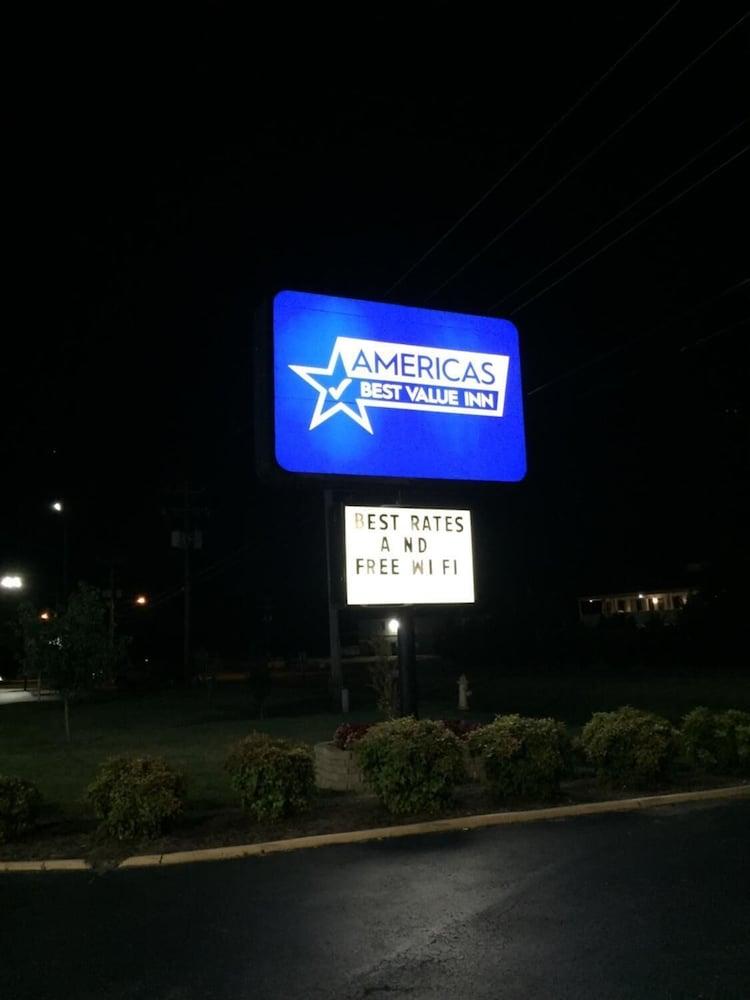 AMERICAS
BEST VALUE INN
BEST RATES
A ND
FREE WI FI